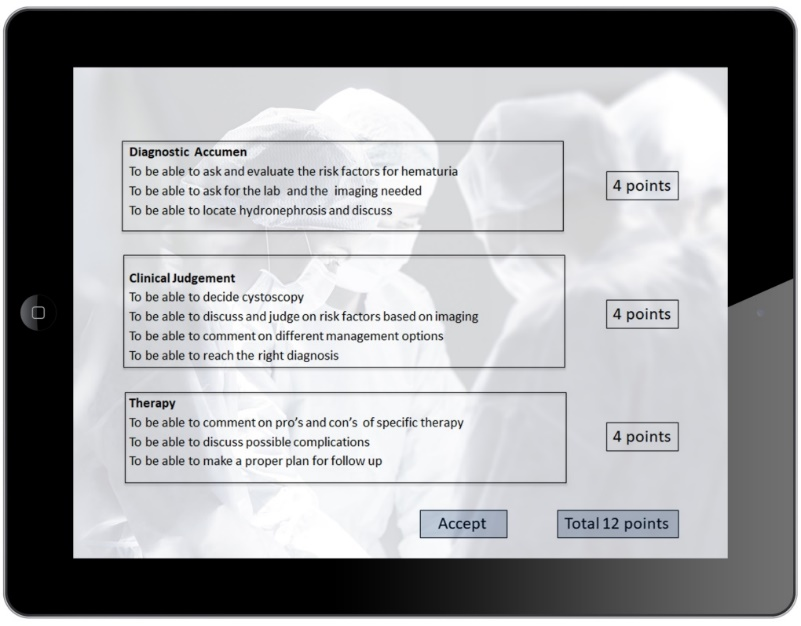 Diagnostic Accumen
To be able to ask and evaluate the risk factors for hematuria
To be able to ask for the lab and the imaging needed
To be able to locate hydronephrosis and discuss
4 points
Clinical Judgement
To be able to decide cystoscopy
To be able to discuss and judge on risk factors based on imaging
To be able to comment on different management options
To be able to reach the right diagnosis
4 points
Therapy
To be able to comment on pro's and con's of specific therapy
To be able to discuss possible complications
To be able to make a proper plan for follow up
4 points
Accept
Total 12 points